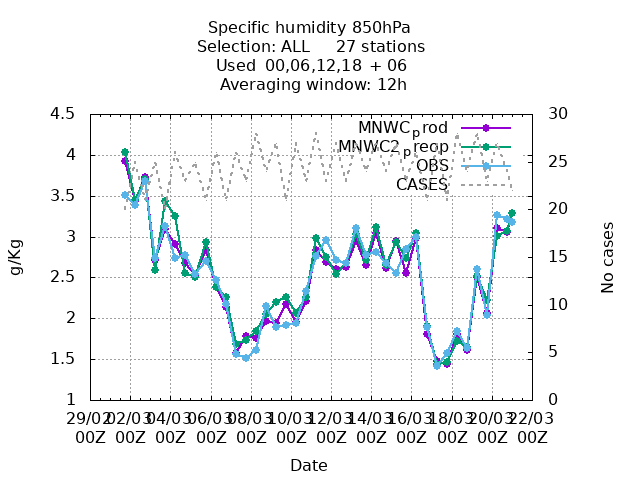 Specific humidity 850hPa
Selection: ALL 27 stations
Used 00,06,12,18 + 06
Averaging window: 12h
4.5 30
MNWC_prod
MNWC2_preop
OBS
CASES
4 25
3.5 20
3 15
2.5
2 10
1.5 5
1 0
g/Kg
No cases
29/02 02/03 04/03 06/03 08/03 10/03 12/03 14/03 16/03 18/03 20/03 22/03
00Z 00Z 00Z 00Z 00Z 00Z 00Z 00Z 00Z 00Z 00Z 00Z
Date